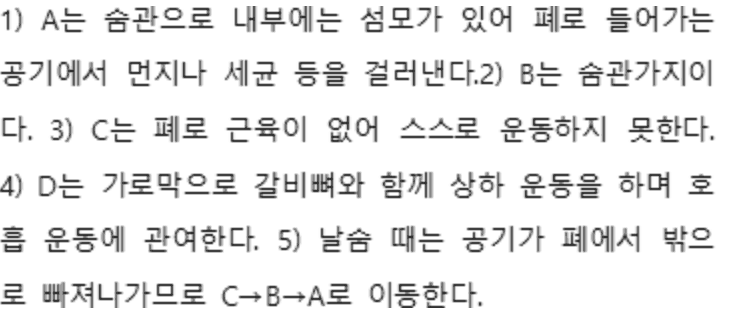 1) A는 숨관으로 내부에는 섬모가 있어 폐로 들어가는
공기에서 먼지나 세균 등을 걸러낸다.2) B는 숨관가지이
다. 3) C는 폐로 근육이 없어 스스로 운동하지 못한다.
4) D는 가로막으로 갈비뼈와 함께 상하 운동을 하며 호
흡 운동에 관여한다. 5) 날숨 때는 공기가 폐에서 밖으
로 빠져나가므로 C→B→A로 이동한다.